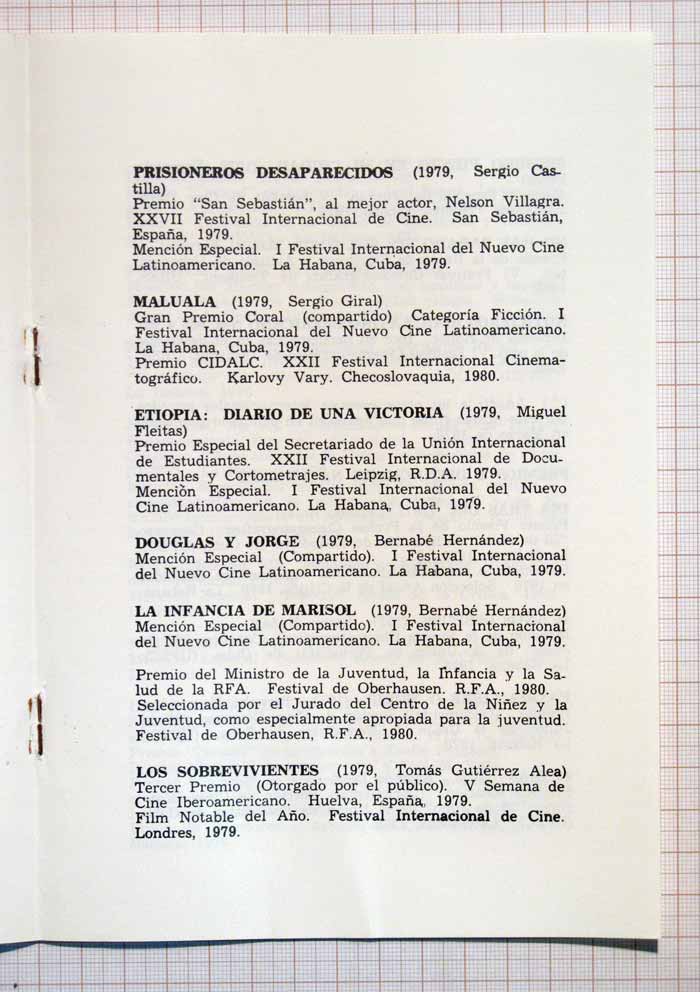 PRISIONEROS DESAPARECIDOS (1979, Sergio Cas-
tilla)
Premio "San Sebastián", al mejor actor, Nelson Villagra.
XXVII Festival Internacional de Cine. San Sebastián,
España, 1979.
Mención Especial. I Festival Internacional del Nuevo Cine
Latinoamericano. La Habana, Cuba, 1979.
MALUALA (1979, Sergio Giral)
Gran Premio Coral (compartido) Categoría Ficción. I
Festival Internacional del Nuevo Cine Latinoamericano.
La Habana, Cuba, 1979.
Premio CIDALC. XXII Festival Internacional Cinema-
tográfico. Karlovy Vary. Checoslovaquia, 1980.
ETIOPIA: DIARIO DE UNA VICTORIA (1979, Miguel
Fleitas)
Premio Especial del Secretariado de la Unión Internacional
de Estudiantes. XXII Festival Internacional de Docu-
mentales y Cortometrajes. Leipzig, R.D.A. 1979.
Mención Especial. I Festival Internacional del Nuevo
Cine Latinoamericano. La Habana, Cuba, 1979.
DOUGLAS Y JORGE (1979, Bernabé Hernández)
Mención Especial (Compartido). I Festival Internacional
del Nuevo Cine Latinoamericano. La Habana, Cuba, 1979.
LA INFANCIA DE MARISOL (1979, Bernabé Hernández)
Mención Especial (Compartido). I Festival Internacional
del Nuevo Cine Latinoamericano. La Habana, Cuba, 1979.
Premio del Ministro de la Juventud, la Infancia y la Sa-
lud de la RFA. Festival de Oberhausen. R.F.A., 1980.
Seleccionada por el Jurado del Centro de la Niñez y la
Juventud, como especialmente apropiada para la juventud.
Festival de Oberhausen, R.F.A., 1980.
LOS SOBREVIVIENTES (1979, Tomás Gutiérrez Alea)
Tercer Premio (Otorgado por el público). V Semana de
Cine Iberoamericano. Huelva, España, 1979.
Film Notable del Año. Festival Internacional de Cine.
Londres, 1979.